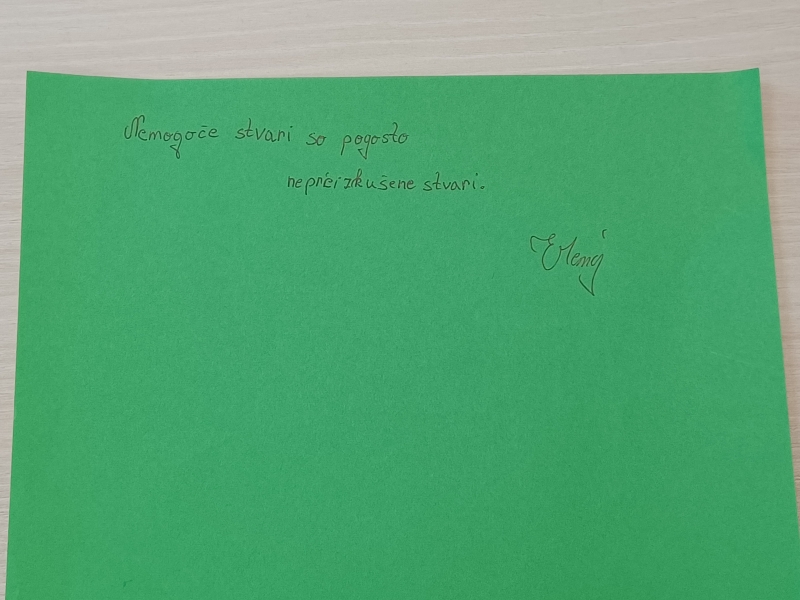 Nemogoče stvari so pogosto
nepreizkušene stvari.